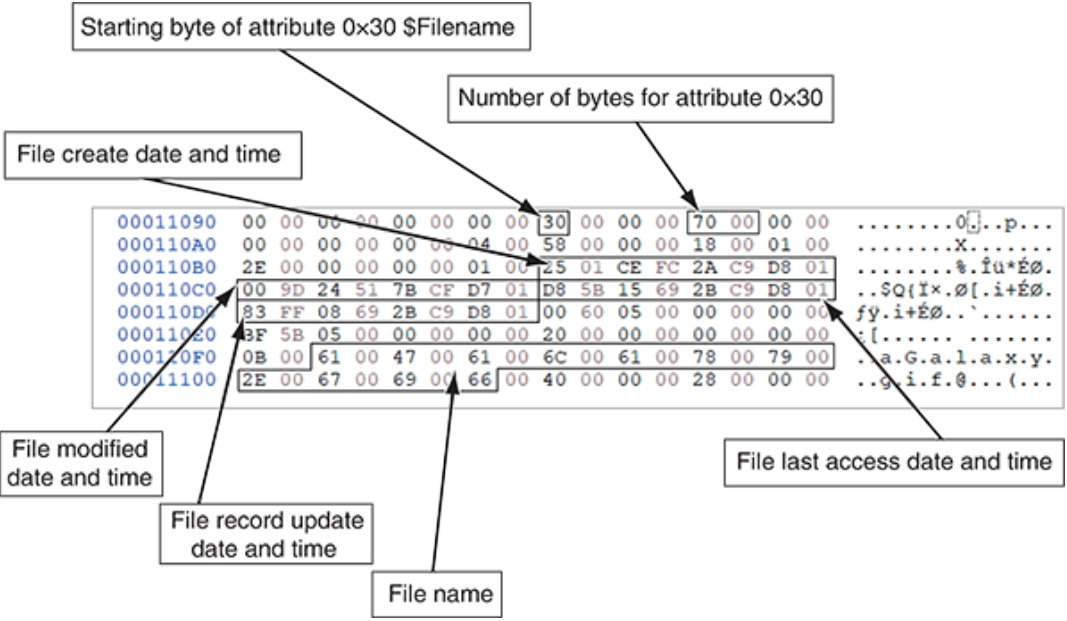 Starting byte of attribute 0×30 $Filename
Number of bytes for attribute 0×30
File create date and time
00011090 00 00 00 00 00 00 00 00 30 00 00 00 70 00 00 00 ........0...p...
000110A0 00 00 00 00 00 00 04 00 58 00 00 00 18 00 01 00 ........X.......
000110B0 2E 00 00 00 00 00 01 00 25 01 CE FC 2A C9 D8 01 ........%.Îü*ÉØ.
000110C0 00 9D 24 51 7B CF D7 01 D8 5B 15 69 2B C9 D8 01 ..$Q{Ï×.Ø[.i+ÉØ.
000110D0 83 FF 08 69 2B C9 D8 01 00 60 05 00 00 00 00 00 ƒÿ.i+ÉØ..`......
000110E0 BF 5B 05 00 00 00 00 00 20 00 00 00 00 00 00 00 ¿[...... .......
000110F0 0B 00 61 00 47 00 61 00 6C 00 61 00 78 00 79 00 ..a.G.a.l.a.x.y.
00011100 2E 00 67 00 69 00 66 00 40 00 00 00 28 00 00 00 ..g.i.f.@...(...
File modified
date and time
File last access date and time
File record update
date and time
File name